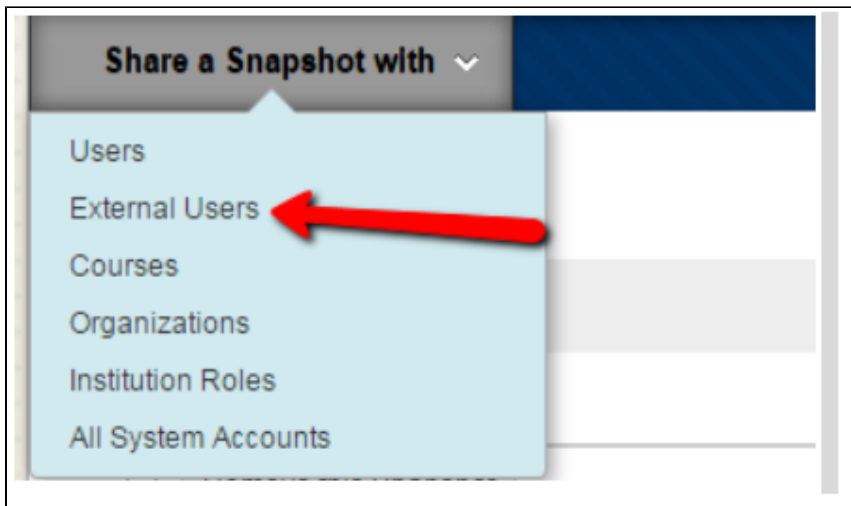 Share a Snapshot with
Users
External Users
Courses
Organizations
Institution Roles
All System Accounts